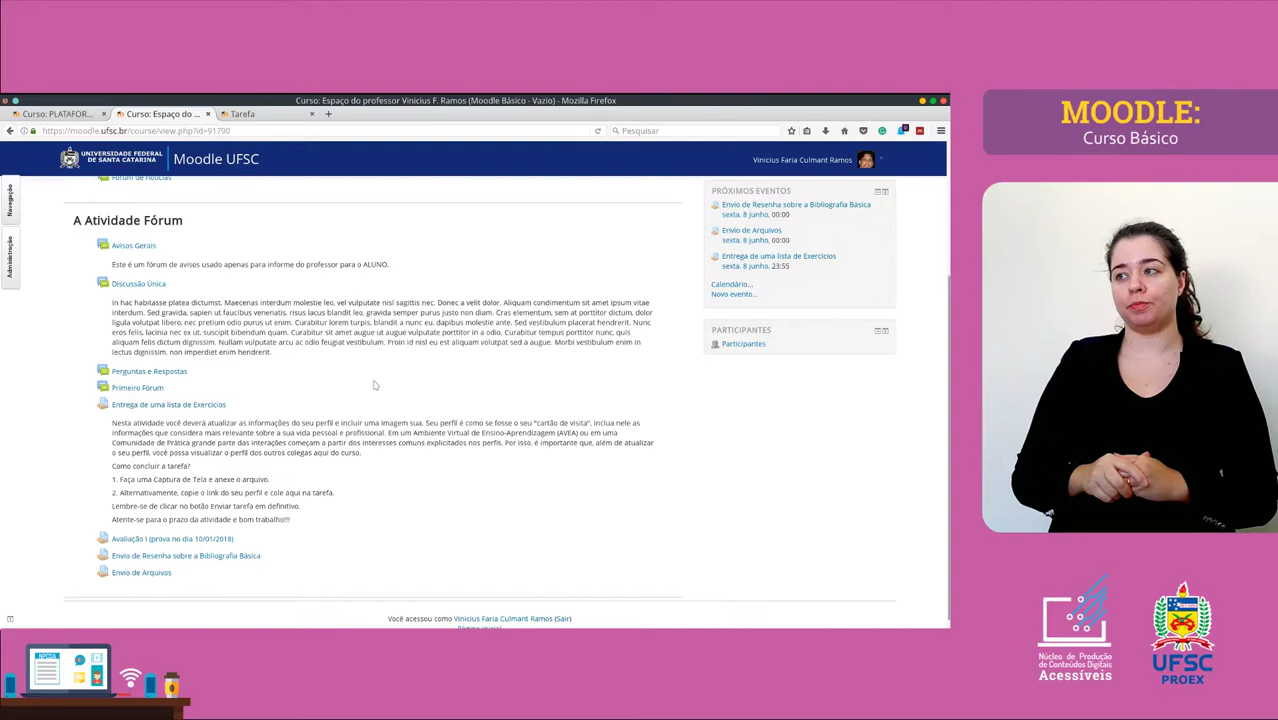 Curso: Espaço do professor Vinicius F. Ramos (Moodle Básico - Vazio) - Mozilla Firefox
Curso: PLATAFOR...
Curso: Espaço do ...
Tarefa
https://moodle.ufsc.br/course/view.php?id=91790
Pesquisar
UNIVERSIDADE FEDERAL
DE SANTA CATARINA
Moodle UFSC
Vinicius Faria Culmant Ramos
Navegação
Administração
Fórum de notícias
A Atividade Fórum
Avisos Gerais
Este é um fórum de avisos usado apenas para informe do professor para o ALUNO.
Discussão Única
In hac habitasse platea dictumst. Maecenas interdum molestie leo, vel vulputate nisl sagittis nec. Donec a velit dolor. Aliquam condimentum sit amet ipsum vitae
interdum. Sed gravida, sapien ut faucibus venenatis, risus lacus blandit leo, gravida semper purus justo non diam. Cras elementum, sem at porttitor dictum, dolor
ligula volutpat libero, nec pretium odio purus ut enim. Curabitur lorem turpis, blandit a nunc eu, dapibus molestie ante. Sed vestibulum placerat hendrerit. Nunc
eros felis, lacinia nec ex ut, suscipit bibendum quam. Curabitur sit amet augue ut augue vulputate porttitor in a odio. Curabitur tempus porttitor nunc, quis
aliquam felis dictum dignissim. Nullam vulputate arcu ac odio feugiat vestibulum. Proin id nisl eu est aliquam volutpat sed a augue. Morbi vestibulum enim in
lectus dignissim, non imperdiet enim hendrerit.
Perguntas e Respostas
Primeiro Fórum
Entrega de uma lista de Exercícios
Nesta atividade você deverá atualizar as informações do seu perfil e incluir uma imagem sua. Seu perfil é como se fosse o seu "cartão de visita", inclua nele as
informações que considera mais relevante sobre a sua vida pessoal e profissional. Em um Ambiente Virtual de Ensino-Aprendizagem (AVEA) ou em uma
Comunidade de Prática grande parte das interações começam a partir dos interesses comuns explicitados nos perfis. Por isso, é importante que, além de atualizar
o seu perfil, você possa visualizar o perfil dos outros colegas aqui do curso.
Como concluir a tarefa?
1. Faça uma Captura de Tela e anexe o arquivo.
2. Alternativamente, copie o link do seu perfil e cole aqui na tarefa.
Lembre-se de clicar no botão Enviar tarefa em definitivo.
Atente-se para o prazo da atividade e bom trabalho!!!
Avaliação I (prova no dia 10/01/2018)
Envio de Resenha sobre a Bibliografia Básica
Envio de Arquivos
Você acessou como Vinicius Faria Culmant Ramos (Sair)
Página inicial
PRÓXIMOS EVENTOS
Envio de Resenha sobre a Bibliografia Básica
sexta, 8 junho, 00:00
Envio de Arquivos
sexta, 8 junho, 00:00
Entrega de uma lista de Exercícios
sexta, 8 junho, 23:55
Calendário...
Novo evento...
PARTICIPANTES
Participantes
MOODLE:
Curso Básico
Núcleo de Produção
de Conteúdos Digitais
Acessíveis
UFSC
PROEX
NPCDA